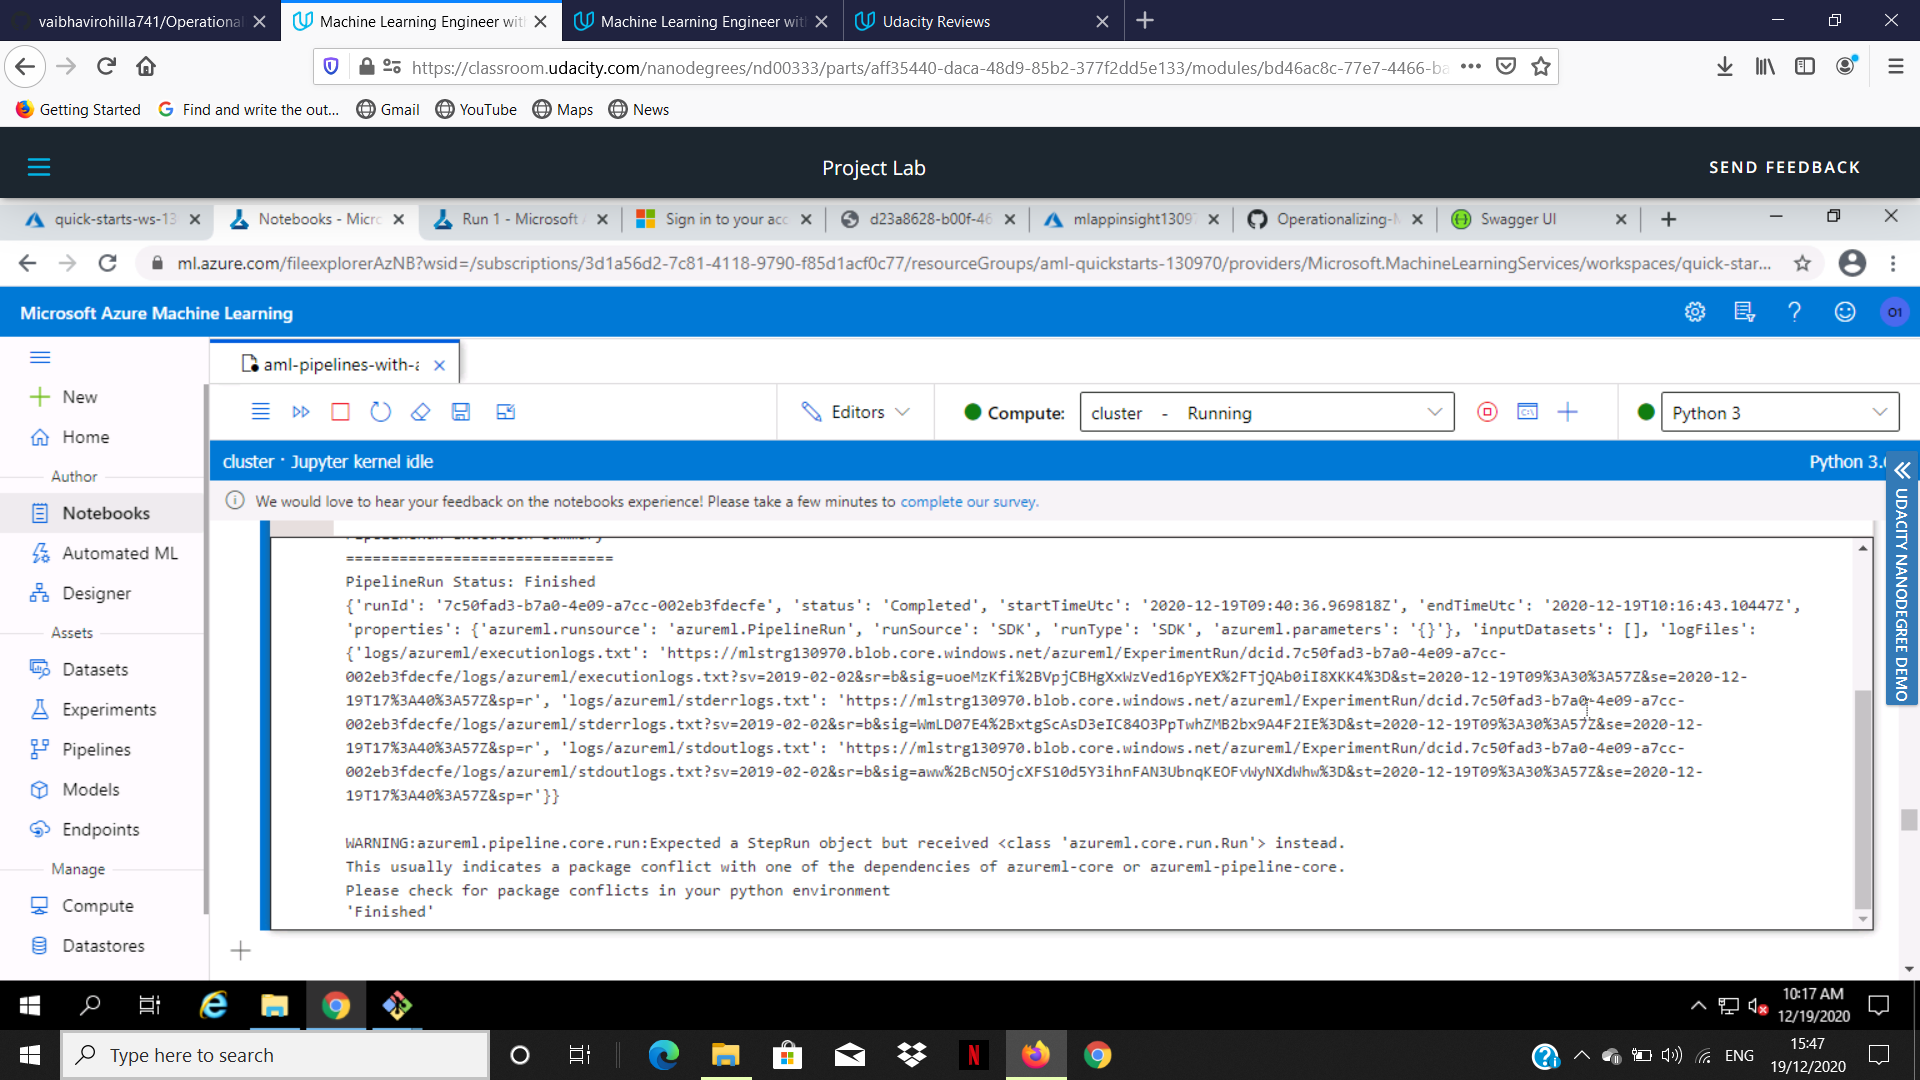 vaibhavirohilla741/Operational
Machine Learning Engineer wit
Machine Learning Engineer wit
Udacity Reviews
https://classroom.udacity.com/nanodegrees/nd00333/parts/aff35440-daca-48d9-85b2-377f2dd5e133/modules/bd46ac8c-77e7-4466-ba
Getting Started
Find and write the out...
Gmail
YouTube
Maps
News
Project Lab
SEND FEEDBACK
quick-starts-ws-13
Notebooks - Micro
Run 1 - Microsoft
Sign in to your acc
d23a8628-b00f-46
mlappinsight1309
Operationalizing-
Swagger UI
ml.azure.com/fileexplorerAzNB?wsid=/subscriptions/3d1a56d2-7c81-4118-9790-f85d1acf0c77/resourceGroups/aml-quickstarts-130970/providers/Microsoft.MachineLearningServices/workspaces/quick-star...
Microsoft Azure Machine Learning
O1
aml-pipelines-with-a
New
Home
Author
Notebooks
Automated ML
Designer
Assets
Datasets
Experiments
Pipelines
Models
Endpoints
Manage
Compute
Datastores
Editors
Compute:
cluster - Running
Python 3
cluster · Jupyter kernel idle
Python 3.
We would love to hear your feedback on the notebooks experience! Please take a few minutes to complete our survey.
UDACITY NANODEGREE DEMO
PipelineRun Execution Summary
==============================
PipelineRun Status: Finished
{'runId': '7c50fad3-b7a0-4e09-a7cc-002eb3fdecfe', 'status': 'Completed', 'startTimeUtc': '2020-12-19T09:40:36.969818Z', 'endTimeUtc': '2020-12-19T10:16:43.10447Z',
'properties': {'azureml.runsource': 'azureml.PipelineRun', 'runSource': 'SDK', 'runType': 'SDK', 'azureml.parameters': '{}'}, 'inputDatasets': [], 'logFiles':
{'logs/azureml/executionlogs.txt': 'https://mlstrg130970.blob.core.windows.net/azureml/ExperimentRun/dcid.7c50fad3-b7a0-4e09-a7cc-
002eb3fdecfe/logs/azureml/executionlogs.txt?sv=2019-02-02&sr=b&sig=uoeMzKfi%2BVpjCBHgXxWzVed16pYEX%2FTjQAb0iI8XKK4%3D&st=2020-12-19T09%3A30%3A57Z&se=2020-12-
19T17%3A40%3A57Z&sp=r', 'logs/azureml/stderrlogs.txt': 'https://mlstrg130970.blob.core.windows.net/azureml/ExperimentRun/dcid.7c50fad3-b7a0-4e09-a7cc-
002eb3fdecfe/logs/azureml/stderrlogs.txt?sv=2019-02-02&sr=b&sig=WmLD07E4%2BxtgScAsD3eIC84O3PpTwhZMB2bx9A4F2IE%3D&st=2020-12-19T09%3A30%3A57Z&se=2020-12-
19T17%3A40%3A57Z&sp=r', 'logs/azureml/stdoutlogs.txt': 'https://mlstrg130970.blob.core.windows.net/azureml/ExperimentRun/dcid.7c50fad3-b7a0-4e09-a7cc-
002eb3fdecfe/logs/azureml/stdoutlogs.txt?sv=2019-02-02&sr=b&sig=aww%2BcN5OjcXFS10d5Y3ihnFAN3UbnqKEOFvWyNXdWhw%3D&st=2020-12-19T09%3A30%3A57Z&se=2020-12-
19T17%3A40%3A57Z&sp=r'}}
WARNING:azureml.pipeline.core.run:Expected a StepRun object but received <class 'azureml.core.run.Run'> instead.
This usually indicates a package conflict with one of the dependencies of azureml-core or azureml-pipeline-core.
Please check for package conflicts in your python environment
'Finished'
10:17 AM
12/19/2020
Type here to search
ENG
15:47
19/12/2020